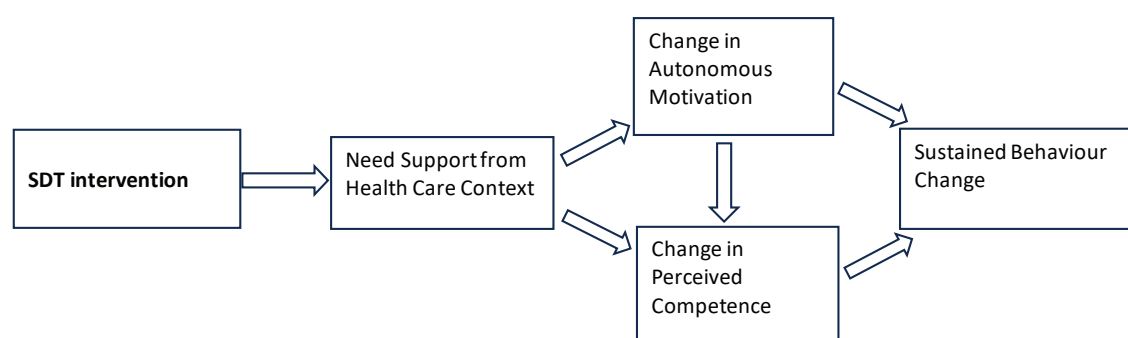 SDT intervention
Need Support from
Health Care Context
Change in
Autonomous
Motivation
Change in
Perceived
Competence
Sustained Behaviour
Change